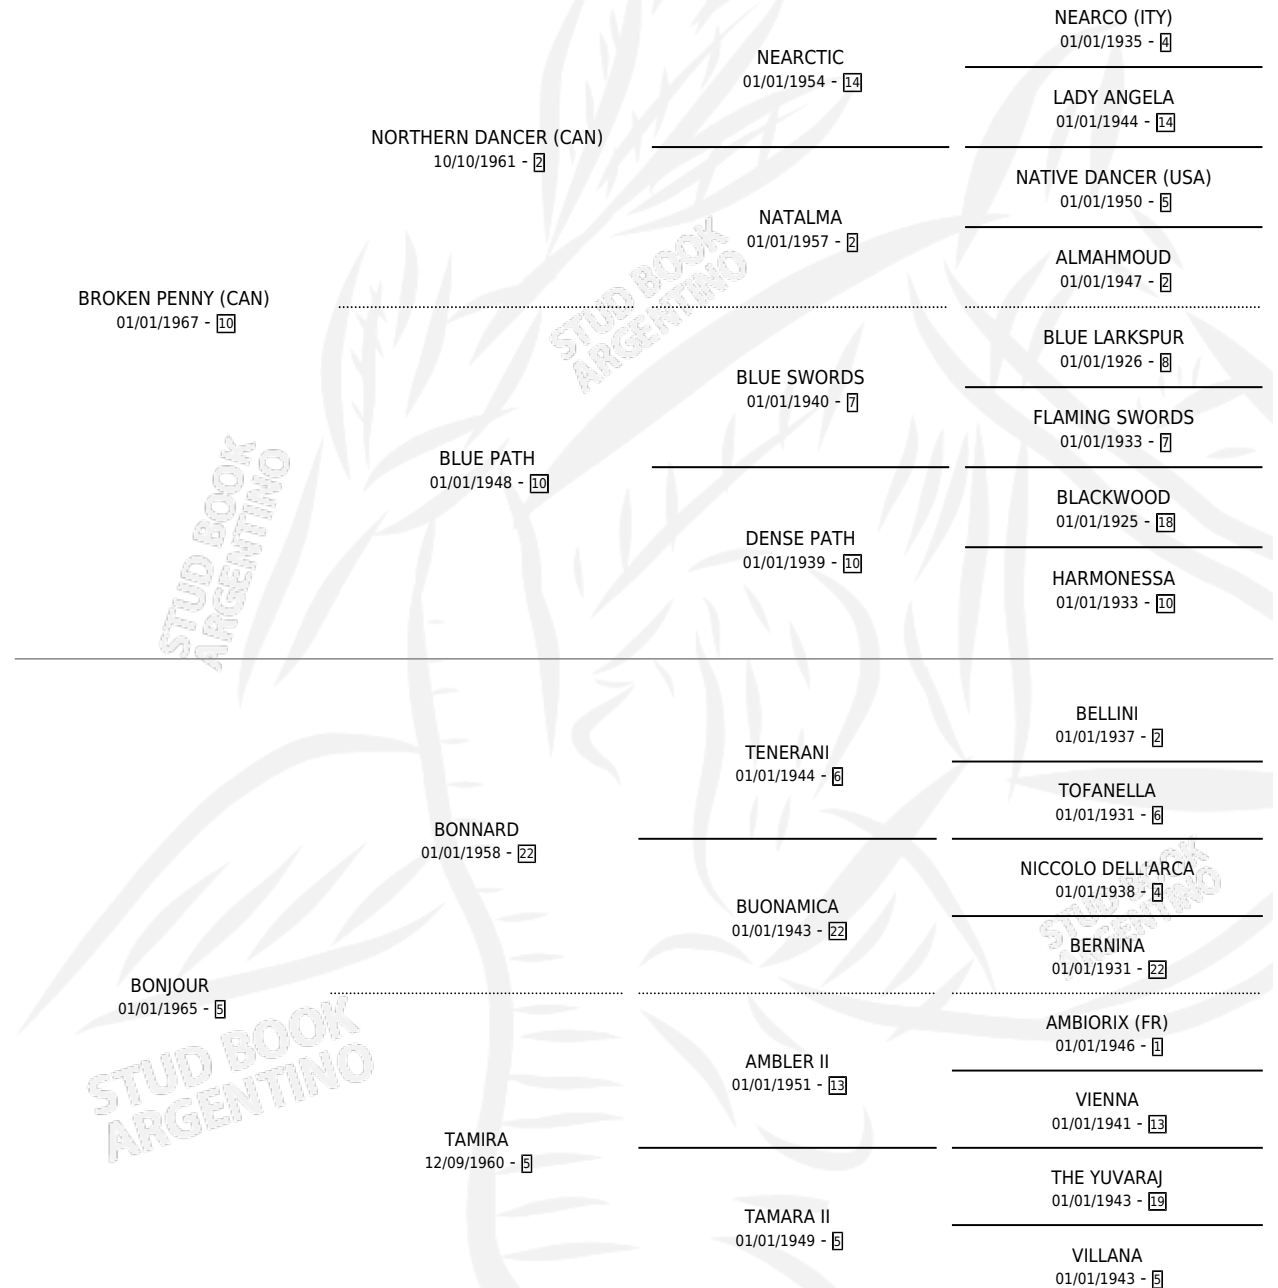 NEARCO (ITY)
01/01/1935 - 4
NEARCTIC
01/01/1954 - 14
LADY ANGELA
01/01/1944 - 14
NORTHERN DANCER (CAN)
10/10/1961 - 2
NATIVE DANCER (USA)
01/01/1950 - 5
NATALMA
01/01/1957 - 2
ALMAHMOUD
01/01/1947 - 2
BROKEN PENNY (CAN)
01/01/1967 - 10
STUD BOOK
ARGENTINO
BLUE LARKSPUR
01/01/1926 - 8
BLUE SWORDS
01/01/1940 - 7
FLAMING SWORDS
01/01/1933 - 7
BLUE PATH
01/01/1948 - 10
BLACKWOOD
01/01/1925 - 18
DENSE PATH
01/01/1939 - 10
HARMONESSA
01/01/1933 - 10
STUD BOOK
ARGENTINO
BELLINI
01/01/1937 - 2
TENERANI
01/01/1944 - 6
TOFANELLA
01/01/1931 - 6
BONNARD
01/01/1958 - 22
NICCOLO DELL'ARCA
01/01/1938 - 4
BUONAMICA
01/01/1943 - 22
STUD BOOK
ARGENTINO
BERNINA
01/01/1931 - 22
BONJOUR
01/01/1965 - 5
STUD BOOK
ARGENTINO
AMBIORIX (FR)
01/01/1946 - 1
AMBLER II
01/01/1951 - 13
VIENNA
01/01/1941 - 13
TAMIRA
12/09/1960 - 5
THE YUVARAJ
01/01/1943 - 19
TAMARA II
01/01/1949 - 5
VILLANA
01/01/1943 - 5